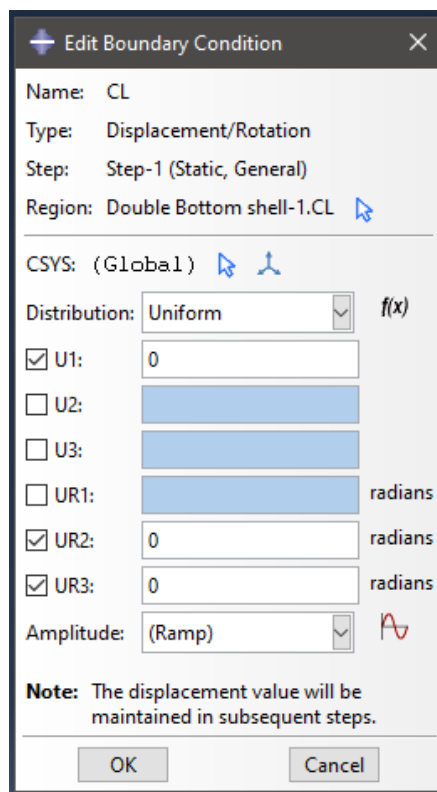 Edit Boundary Condition
Name: CL
Type: Displacement/Rotation
Step: Step-1 (Static, General)
Region: Double Bottom shell-1.CL
CSYS: (Global)
Distribution: Uniform f(x)
U1: 0
U2:
U3:
UR1: radians
UR2: 0 radians
UR3: 0 radians
Amplitude: (Ramp)
Note: The displacement value will be
maintained in subsequent steps.
OK Cancel